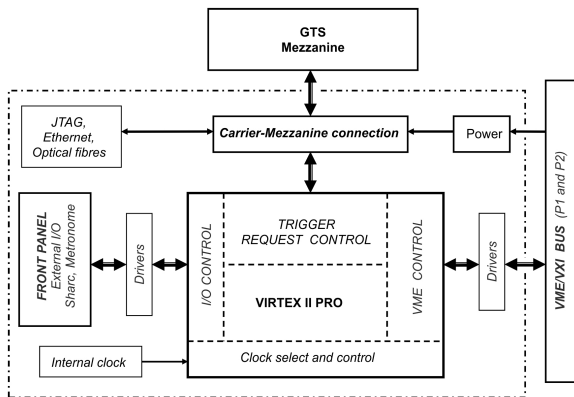 GTS
Mezzanine
JTAG,
Ethernet,
Optical fibres
Carrier-Mezzanine connection
Power
FRONT PANEL
External I/O
Sharc, Metronome
Drivers
I/O CONTROL
TRIGGER
REQUEST CONTROL
VIRTEX II PRO
VME CONTROL
Drivers
VME/VXI BUS (P1 and P2)
Internal clock
Clock select and control